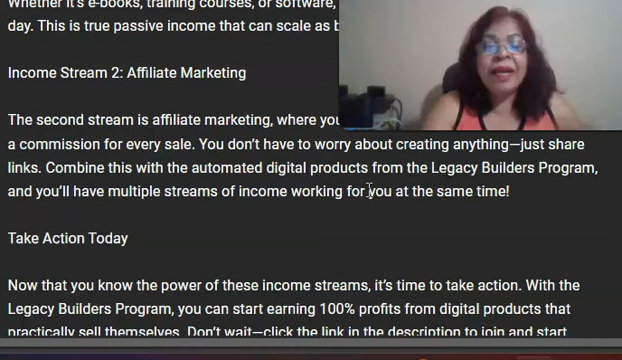 Whether it's e-books, training courses, or software,
day. This is true passive income that can scale as b
Income Stream 2: Affiliate Marketing
The second stream is affiliate marketing, where you
a commission for every sale. You don't have to worry about creating anything—just share
links. Combine this with the automated digital products from the Legacy Builders Program,
and you'll have multiple streams of income working for you at the same time!
Take Action Today
Now that you know the power of these income streams, it's time to take action. With the
Legacy Builders Program, you can start earning 100% profits from digital products that
practically sell themselves. Don't wait—click the link in the description to join and start